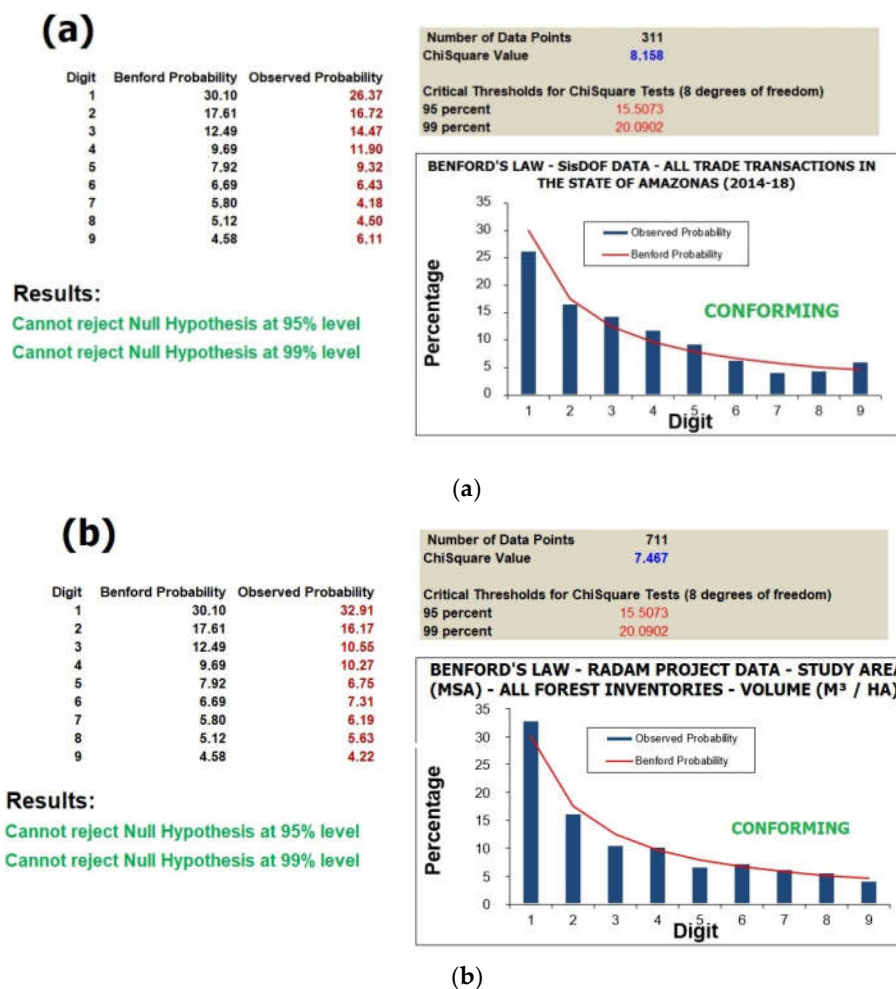 (a)
Number of Data Points 311
ChiSquare Value 8.158
Digit Benford Probability Observed Probability
1 30.10 26.37
2 17.61 16.72
3 12.49 14.47
4 9.69 11.90
5 7.92 9.32
6 6.69 6.43
7 5.80 4.18
8 5.12 4.50
9 4.58 6.11
Critical Thresholds for ChiSquare Tests (8 degrees of freedom)
95 percent 15.5073
99 percent 20.0902
Results:
Cannot reject Null Hypothesis at 95% level
Cannot reject Null Hypothesis at 99% level
BENFORD'S LAW - SisDOF DATA - ALL TRADE TRANSACTIONS IN
THE STATE OF AMAZONAS (2014-18)
Percentage
35
30
25
20
15
10
5
0
Observed Probability
Benford Probability
CONFORMING
1 2 3 4 5 6 7 8 9
Digit
(a)
(b)
Number of Data Points 711
ChiSquare Value 7.467
Digit Benford Probability Observed Probability
1 30.10 32.91
2 17.61 16.17
3 12.49 10.55
4 9.69 10.27
5 7.92 6.75
6 6.69 7.31
7 5.80 6.19
8 5.12 5.63
9 4.58 4.22
Critical Thresholds for ChiSquare Tests (8 degrees of freedom)
95 percent 15.5073
99 percent 20.0902
Results:
Cannot reject Null Hypothesis at 95% level
Cannot reject Null Hypothesis at 99% level
BENFORD'S LAW - RADAM PROJECT DATA - STUDY AREA
(MSA) - ALL FOREST INVENTORIES - VOLUME (M³ / HA)
Percentage
35
30
25
20
15
10
5
0
Observed Probability
Benford Probability
CONFORMING
1 2 3 4 5 6 7 8 9
Digit
(b)